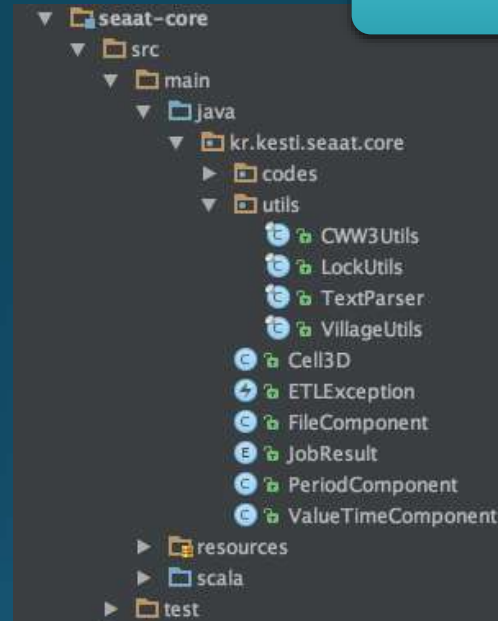 seaat-core
src
main
java
kr.kesti.seaat.core
codes
utils
CWW3Utils
LockUtils
TextParser
VillageUtils
Cell3D
ETLException
FileComponent
JobResult
PeriodComponent
ValueTimeComponent
resources
scala
test